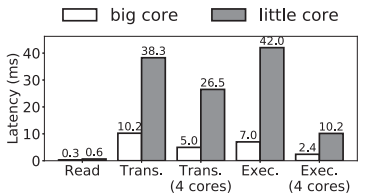 big core little core
Latency (ms)
40
30
20
10
0
0.3 0.6 10.2 38.3 5.0 26.5 7.0 42.0 2.4 10.2
Read Trans. Trans. Exec. Exec.
(4 cores) (4 cores)